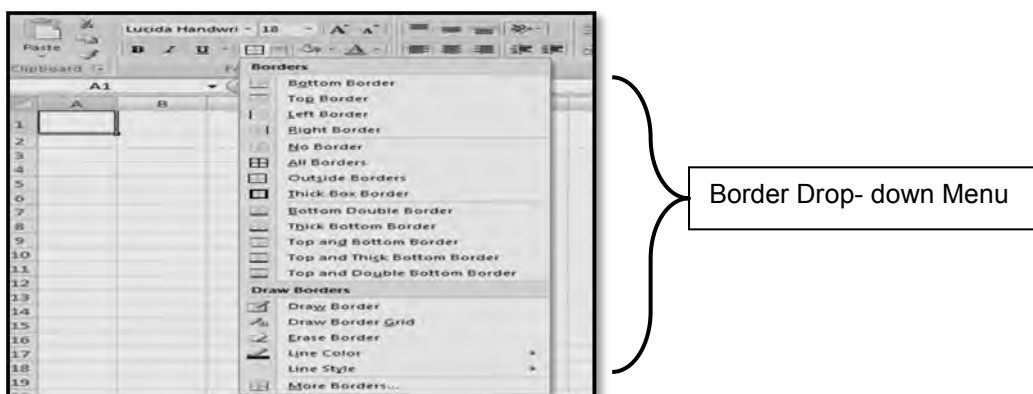 Lucida Handwri 18 A A
Paste B I U A
Clipboard
Borders
A1
A B
Bottom Border
Top Border
Left Border
Right Border
No Border
All Borders
Outside Borders
Thick Box Border
Bottom Double Border
Thick Bottom Border
Top and Bottom Border
Top and Thick Bottom Border
Top and Double Bottom Border
Draw Borders
Draw Border
Draw Border Grid
Erase Border
Line Color
Line Style
More Borders...
1
2
3
4
5
6
7
8
9
10
11
12
13
14
15
16
17
18
19
Border Drop- down Menu